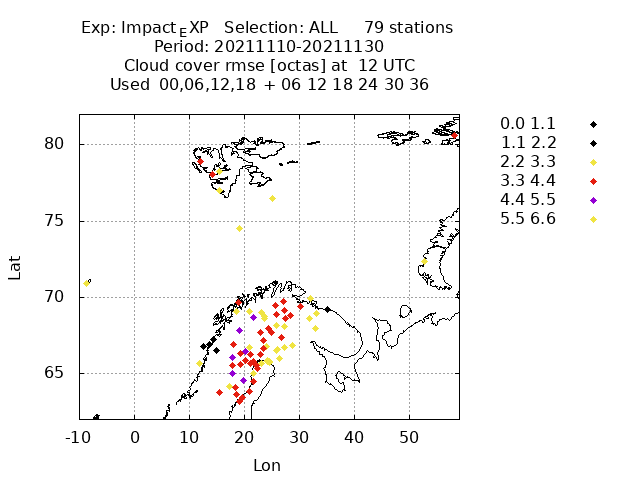 Exp: Impact_EXP Selection: ALL 79 stations
Period: 20211110-20211130
Cloud cover rmse [octas] at 12 UTC
Used 00,06,12,18 + 06 12 18 24 30 36
0.0 1.1
1.1 2.2
2.2 3.3
3.3 4.4
4.4 5.5
5.5 6.6
80
75
70
65
Lat
-10 0 10 20 30 40 50
Lon